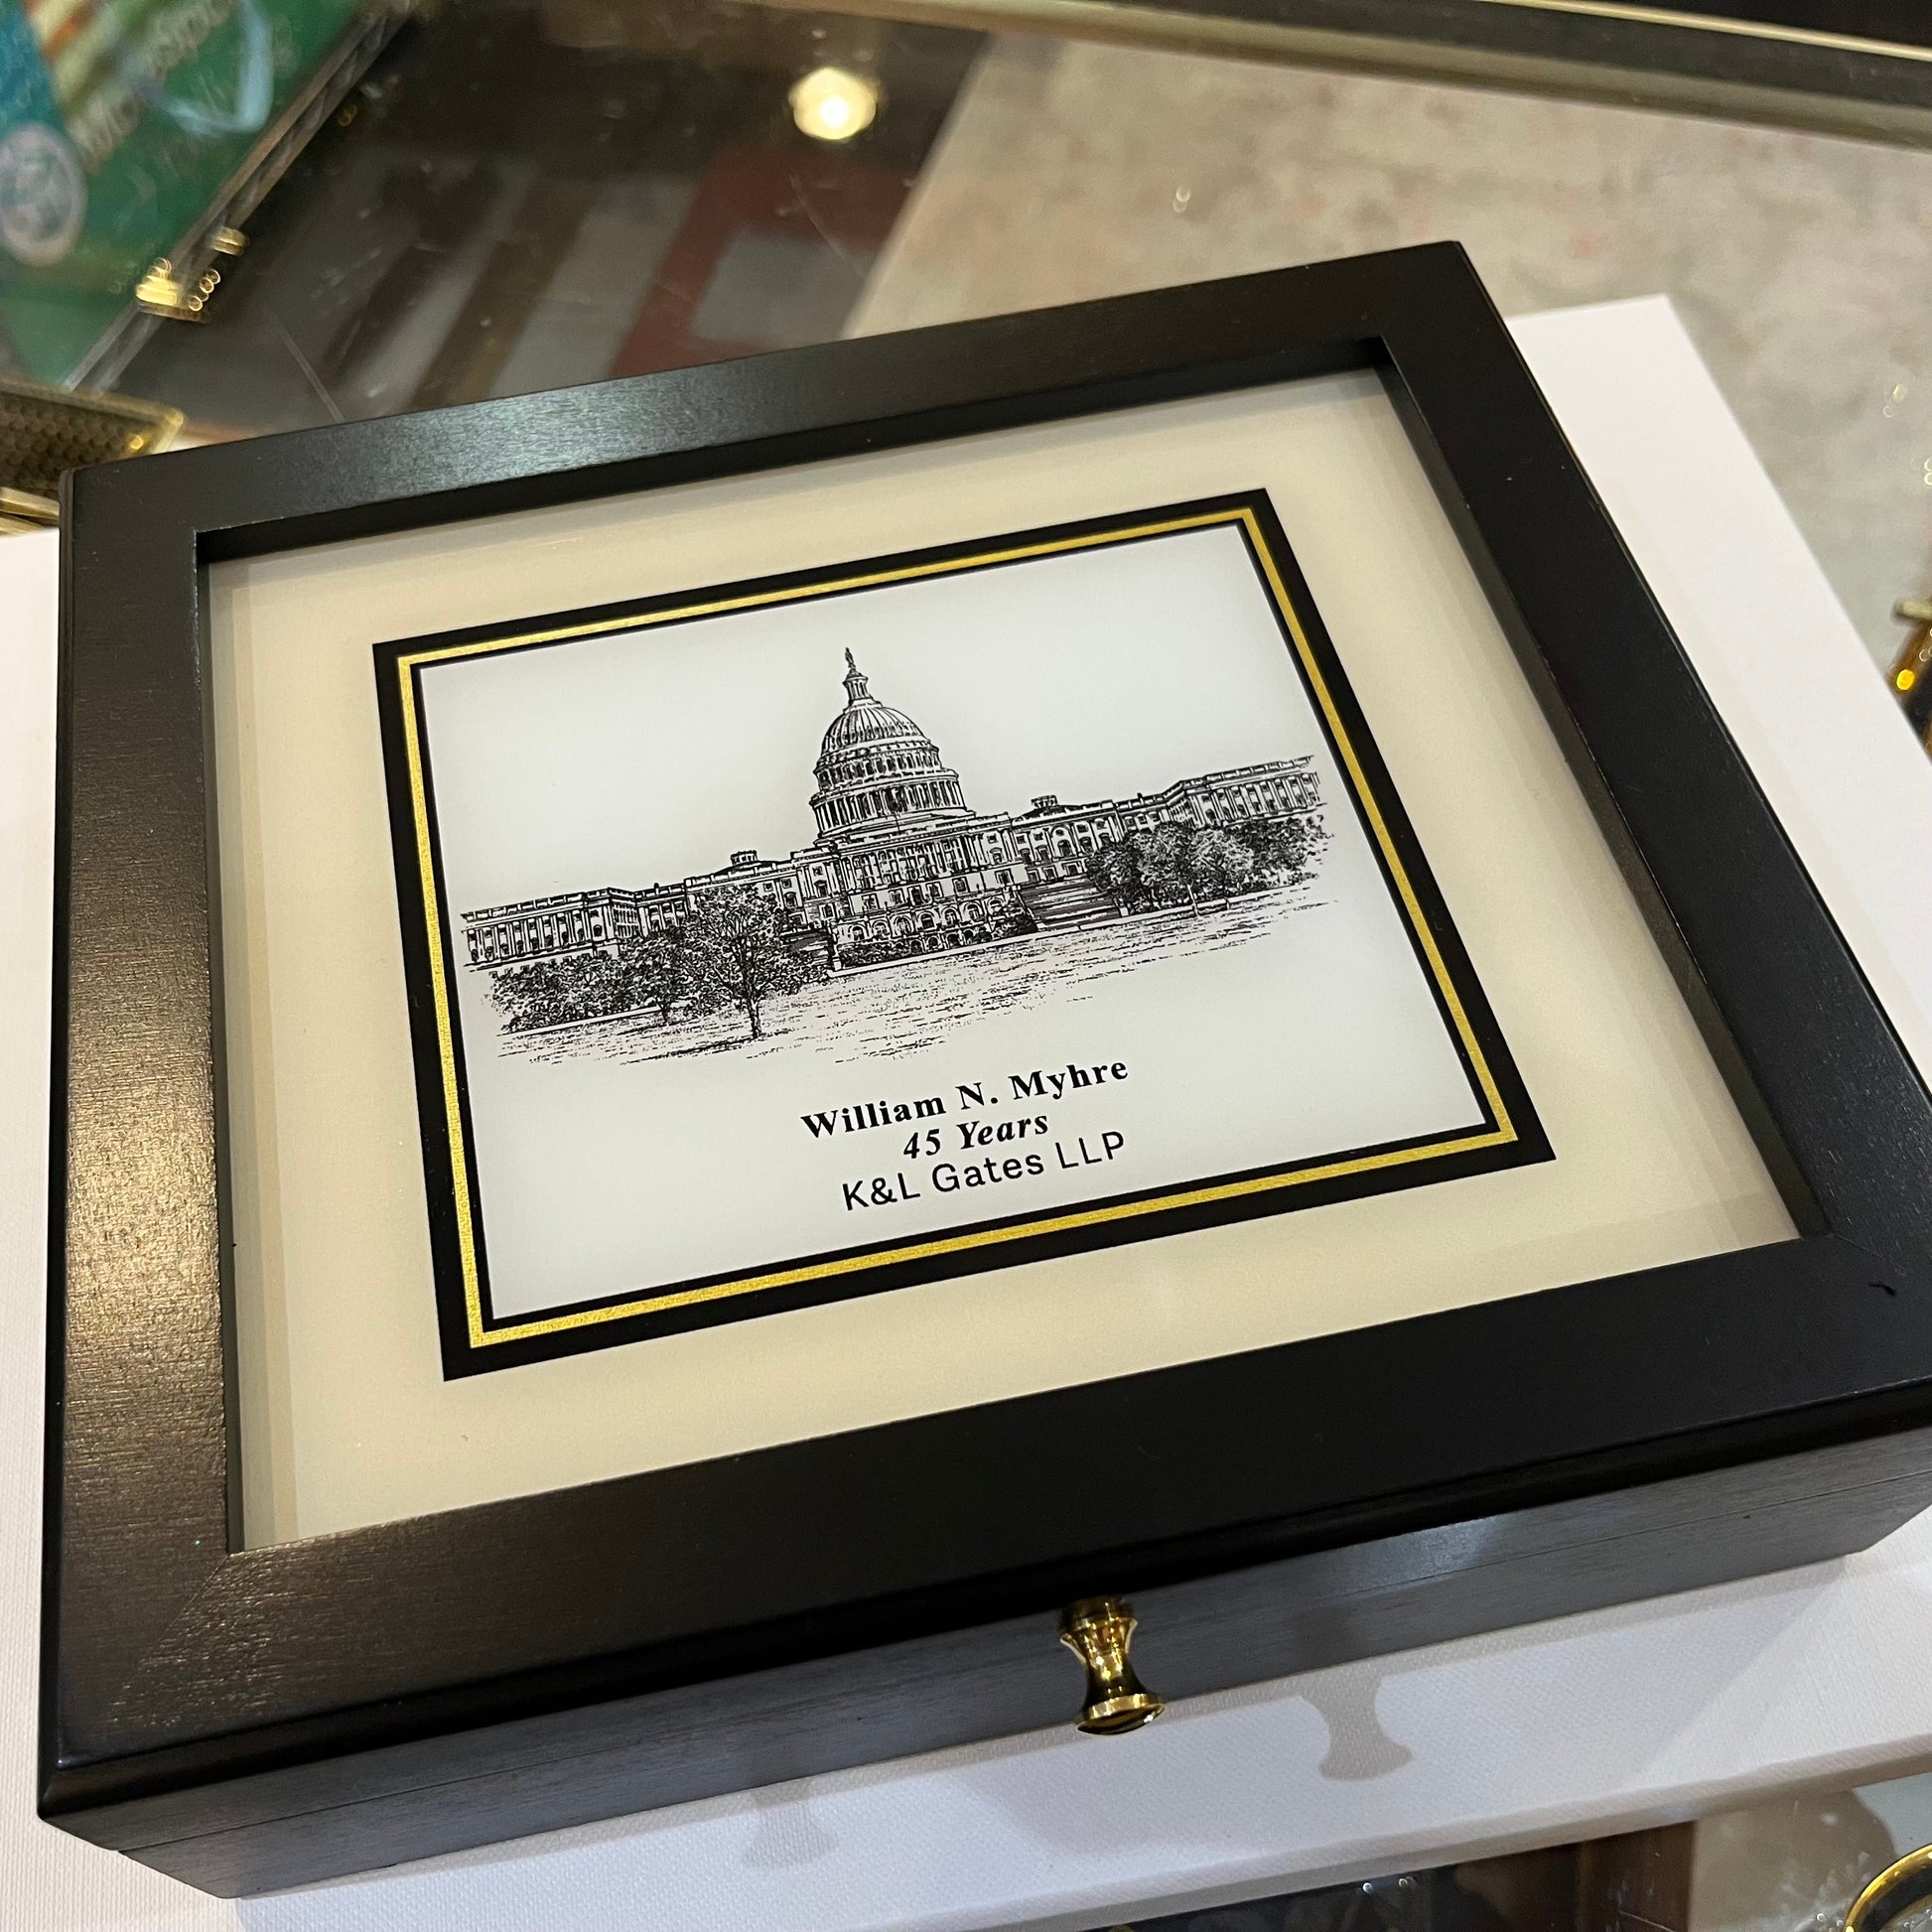 William N. Myhre
45 Years
K&L Gates LLP